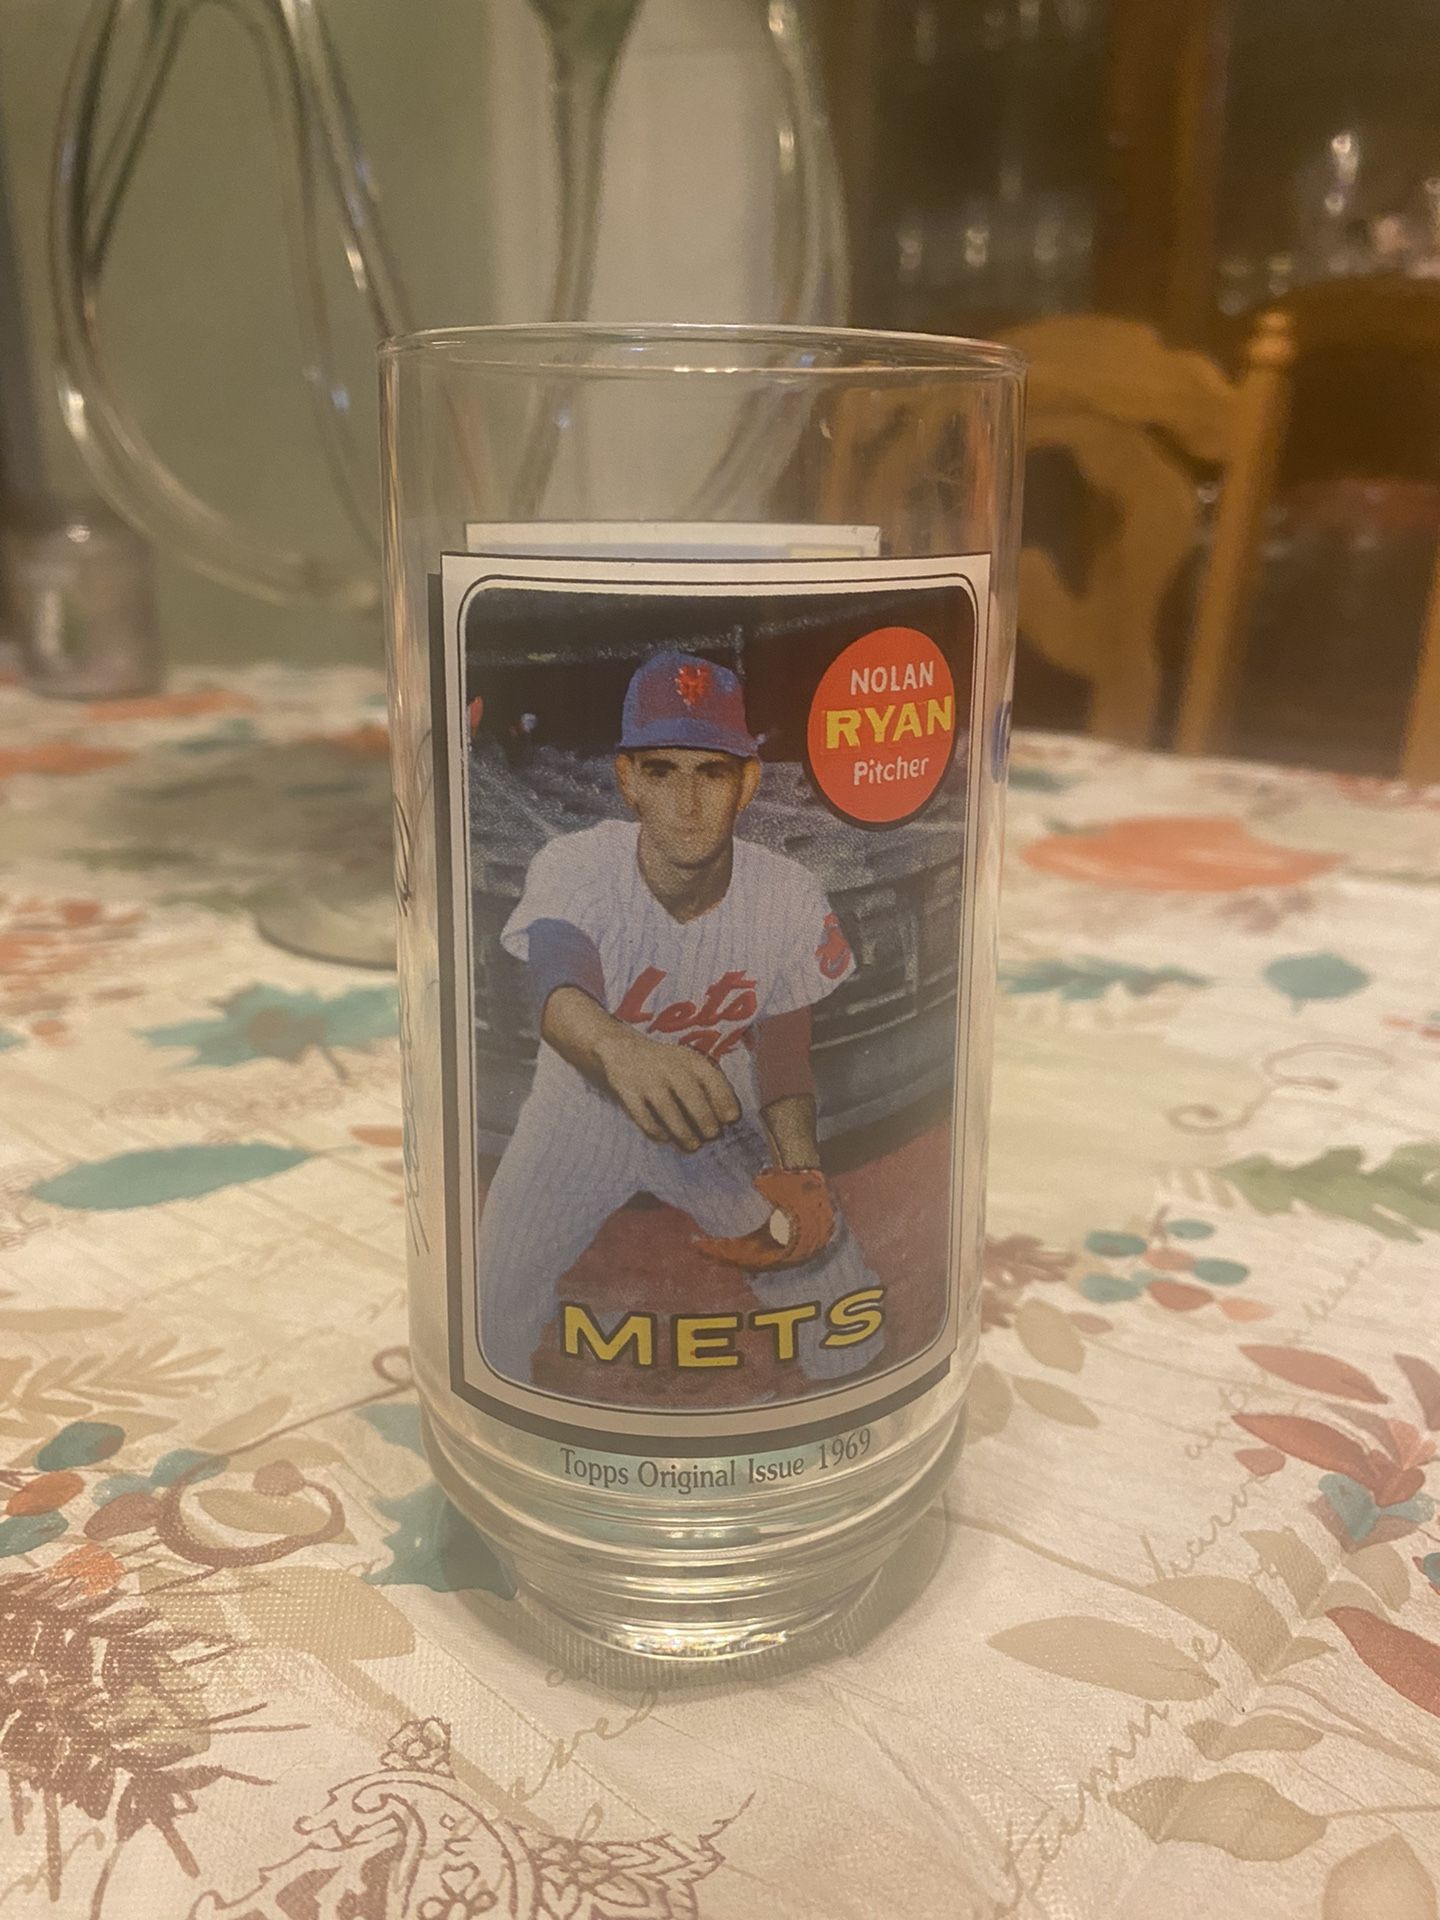 NOLAN
RYAN
Pitcher
Mets
METS
Topps Original Issue 1969